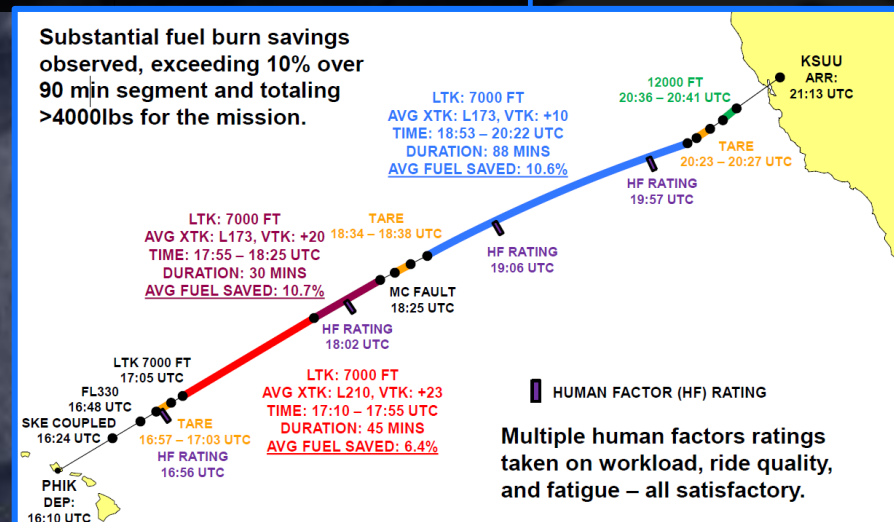 Substantial fuel burn savings
observed, exceeding 10% over
90 min segment and totaling
>4000lbs for the mission.
KSUU
ARR:
21:13 UTC
12000 FT
20:36 – 20:41 UTC
LTK: 7000 FT
AVG XTK: L173, VTK: +10
TIME: 18:53 – 20:22 UTC
DURATION: 88 MINS
AVG FUEL SAVED: 10.6%
TARE
20:23 – 20:27 UTC
HF RATING
19:57 UTC
LTK: 7000 FT
AVG XTK: L173, VTK: +20
TIME: 17:55 – 18:25 UTC
DURATION: 30 MINS
AVG FUEL SAVED: 10.7%
TARE
18:34 – 18:38 UTC
HF RATING
19:06 UTC
MC FAULT
18:25 UTC
HF RATING
18:02 UTC
LTK 7000 FT
17:05 UTC
FL330
16:48 UTC
SKE COUPLED
16:24 UTC
LTK: 7000 FT
AVG XTK: L210, VTK: +23
TIME: 17:10 – 17:55 UTC
DURATION: 45 MINS
AVG FUEL SAVED: 6.4%
TARE
16:57 – 17:03 UTC
HF RATING
16:56 UTC
PHIK
DEP:
16:10 UTC
HUMAN FACTOR (HF) RATING
Multiple human factors ratings
taken on workload, ride quality,
and fatigue – all satisfactory.